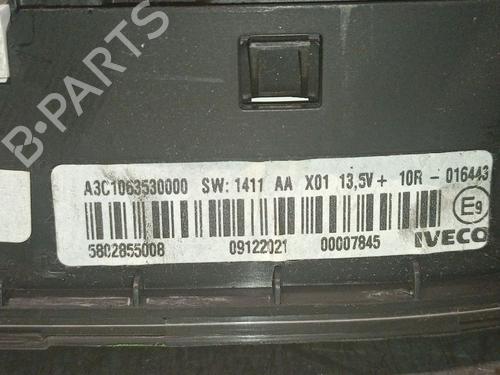 B-PARTS
A3C1063530000 SW: 1411 AA X01 13,5V + 10R - 016443
E9
5802855008 09122021 00007845 IVECO